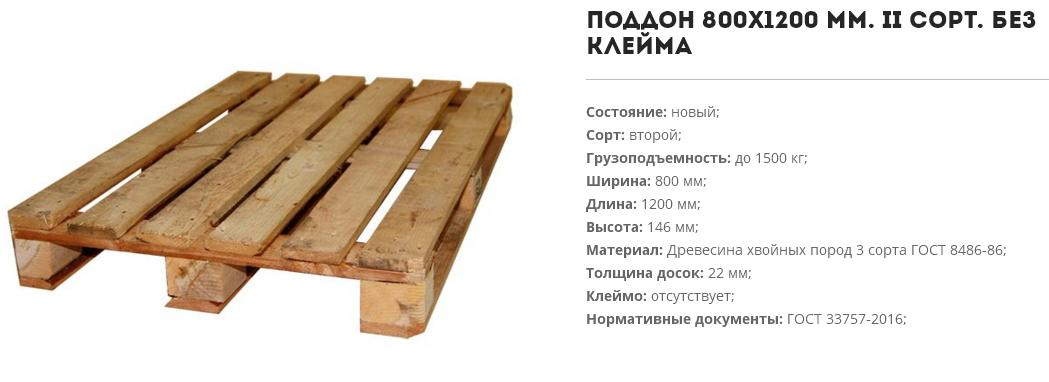 ПОДДОН 800Х1200 ММ. II СОРТ. БЕЗ
КЛЕЙМА
Состояние: новый;
Сорт: второй;
Грузоподъемность: до 1500 кг;
Ширина: 800 мм;
Длина: 1200 мм;
Высота: 146 мм;
Материал: Древесина хвойных пород 3 сорта ГОСТ 8486-86;
Толщина досок: 22 мм;
Клеймо: отсутствует;
Нормативные документы: ГОСТ 33757-2016;